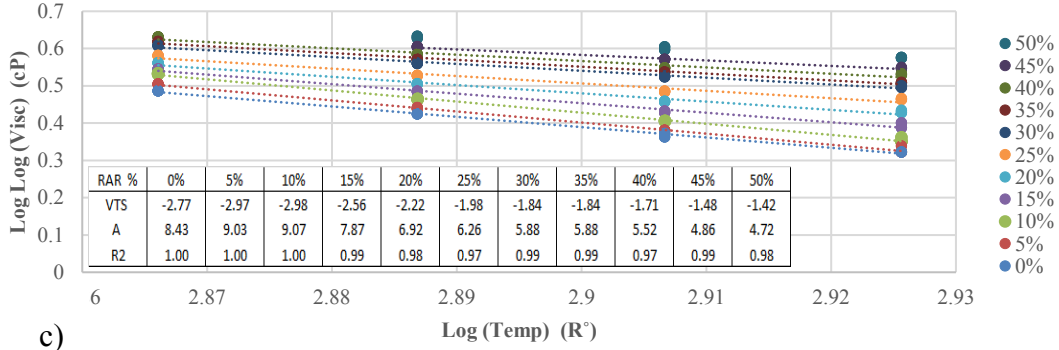 Log Log (Visc) (cP)
0.7
0.6
0.5
0.4
0.3
0.2
0.1
0
RAR % 0% 5% 10% 15% 20% 25% 30% 35% 40% 45% 50%
VTS -2.77 -2.97 -2.98 -2.56 -2.22 -1.98 -1.84 -1.84 -1.71 -1.48 -1.42
A 8.43 9.03 9.07 7.87 6.92 6.26 5.88 5.88 5.52 4.86 4.72
R2 1.00 1.00 1.00 0.99 0.98 0.97 0.99 0.99 0.97 0.99 0.98
6 2.87 2.88 2.89 2.9 2.91 2.92 2.93
Log (Temp) (R°)
50%
45%
40%
35%
30%
25%
20%
15%
10%
5%
0%
c)